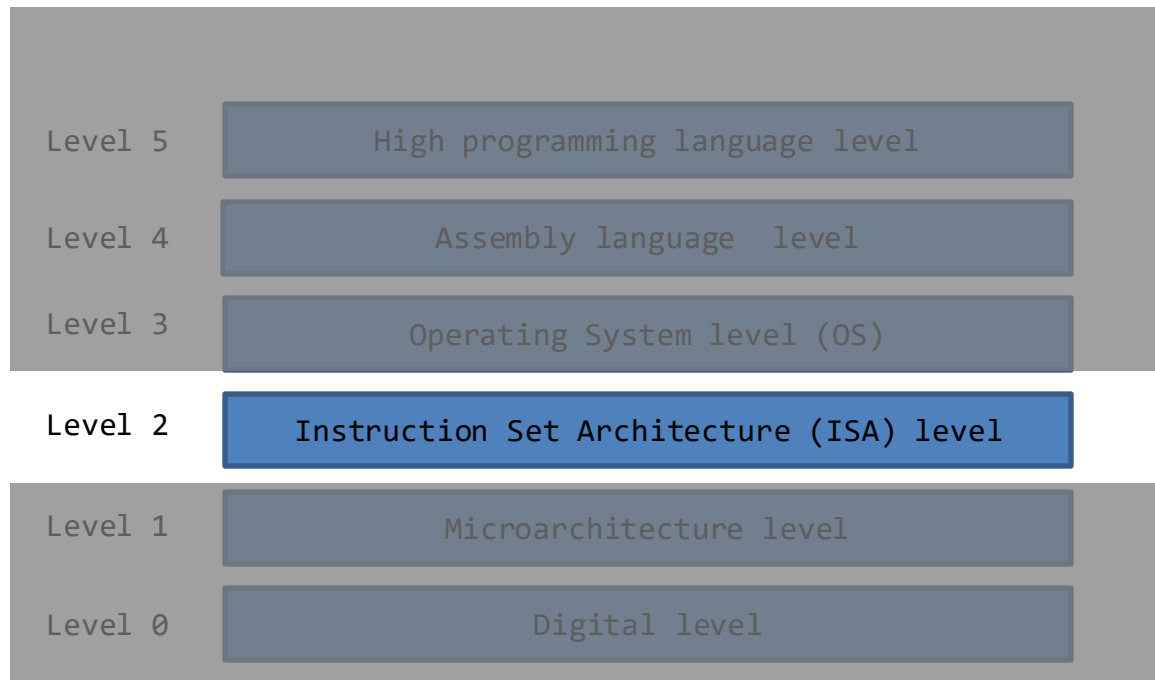 Level 5 High programming language level
Level 4 Assembly language level
Level 3 Operating System level (OS)
Level 2 Instruction Set Architecture (ISA) level
Level 1 Microarchitecture level
Level 0 Digital level